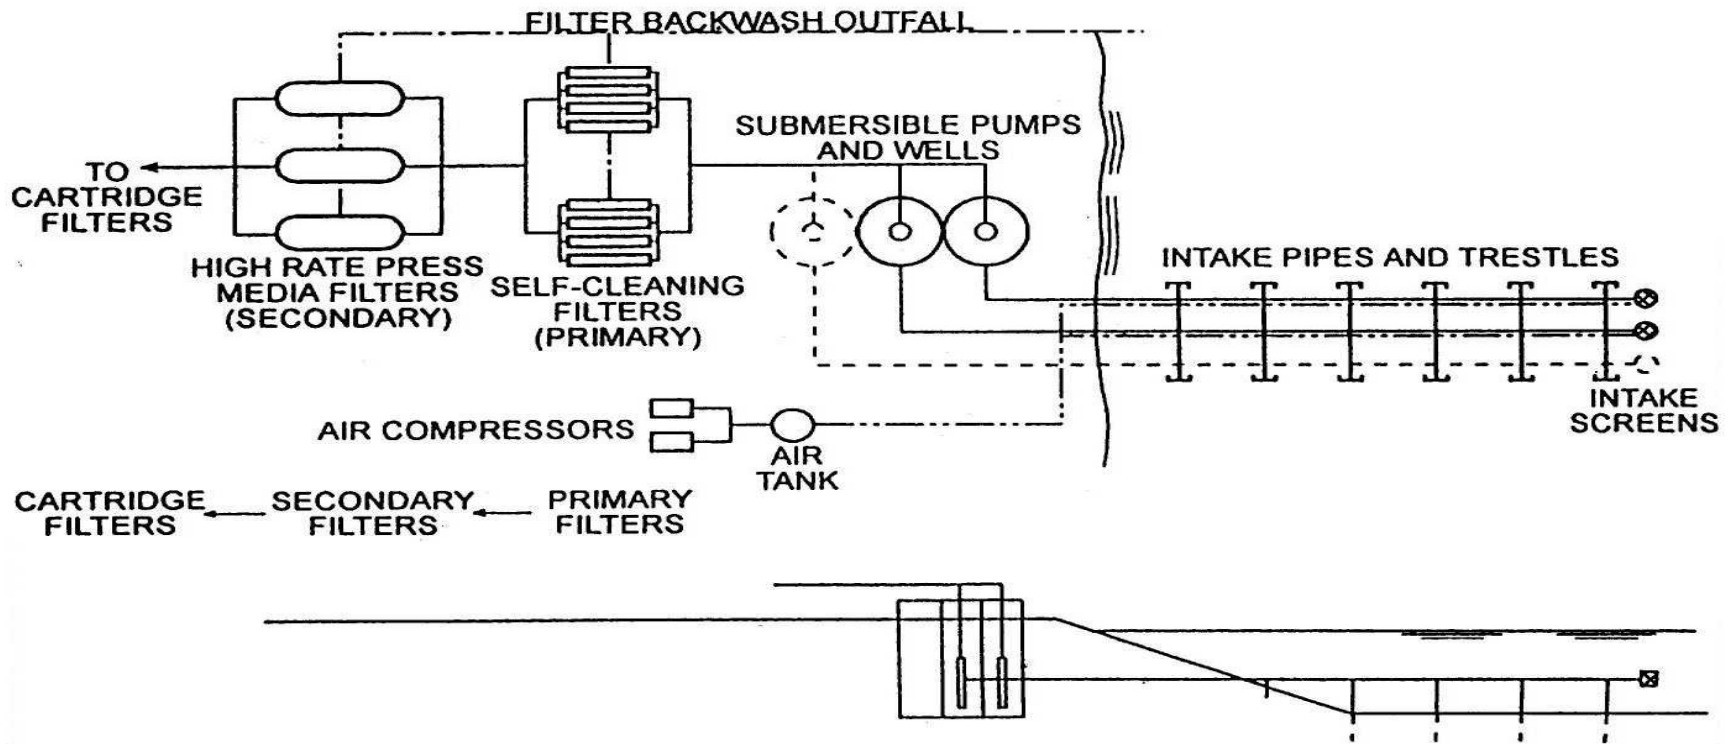 FILTER BACKWASH OUTFALL
SUBMERSIBLE PUMPS
AND WELLS
TO
CARTRIDGE
FILTERS
HIGH RATE PRESS
MEDIA FILTERS
(SECONDARY)
SELF-CLEANING
FILTERS
(PRIMARY)
INTAKE PIPES AND TRESTLES
INTAKE
SCREENS
AIR COMPRESSORS
AIR
TANK
CARTRIDGE
FILTERS
SECONDARY
FILTERS
PRIMARY
FILTERS